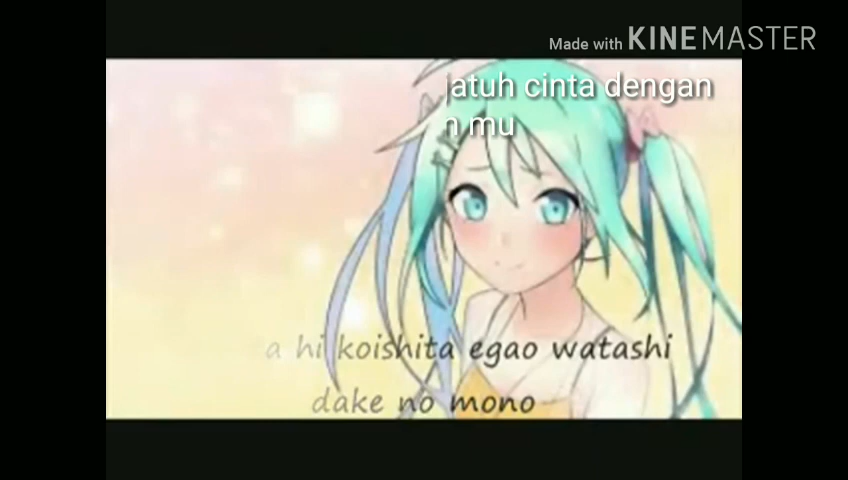 Made with KINEMASTER
jatuh cinta dengan
mu
a hi koishita egao watashi
dake no mono